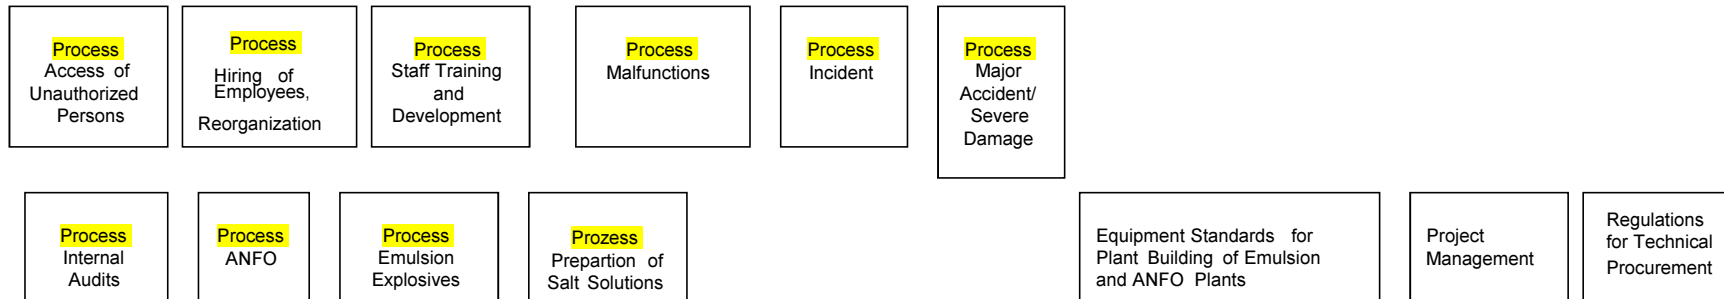 Process
Access of
Unauthorized
Persons
Process
Hiring of
Employees,
Reorganization
Process
Staff Training
and
Development
Process
Malfunctions
Process
Incident
Process
Major
Accident/
Severe
Damage
Process
Internal
Audits
Process
ANFO
Process
Emulsion
Explosives
Prozess
Prepartion of
Salt Solutions
Equipment Standards for
Plant Building of Emulsion
and ANFO Plants
Project
Management
Regulations
for Technical
Procurement